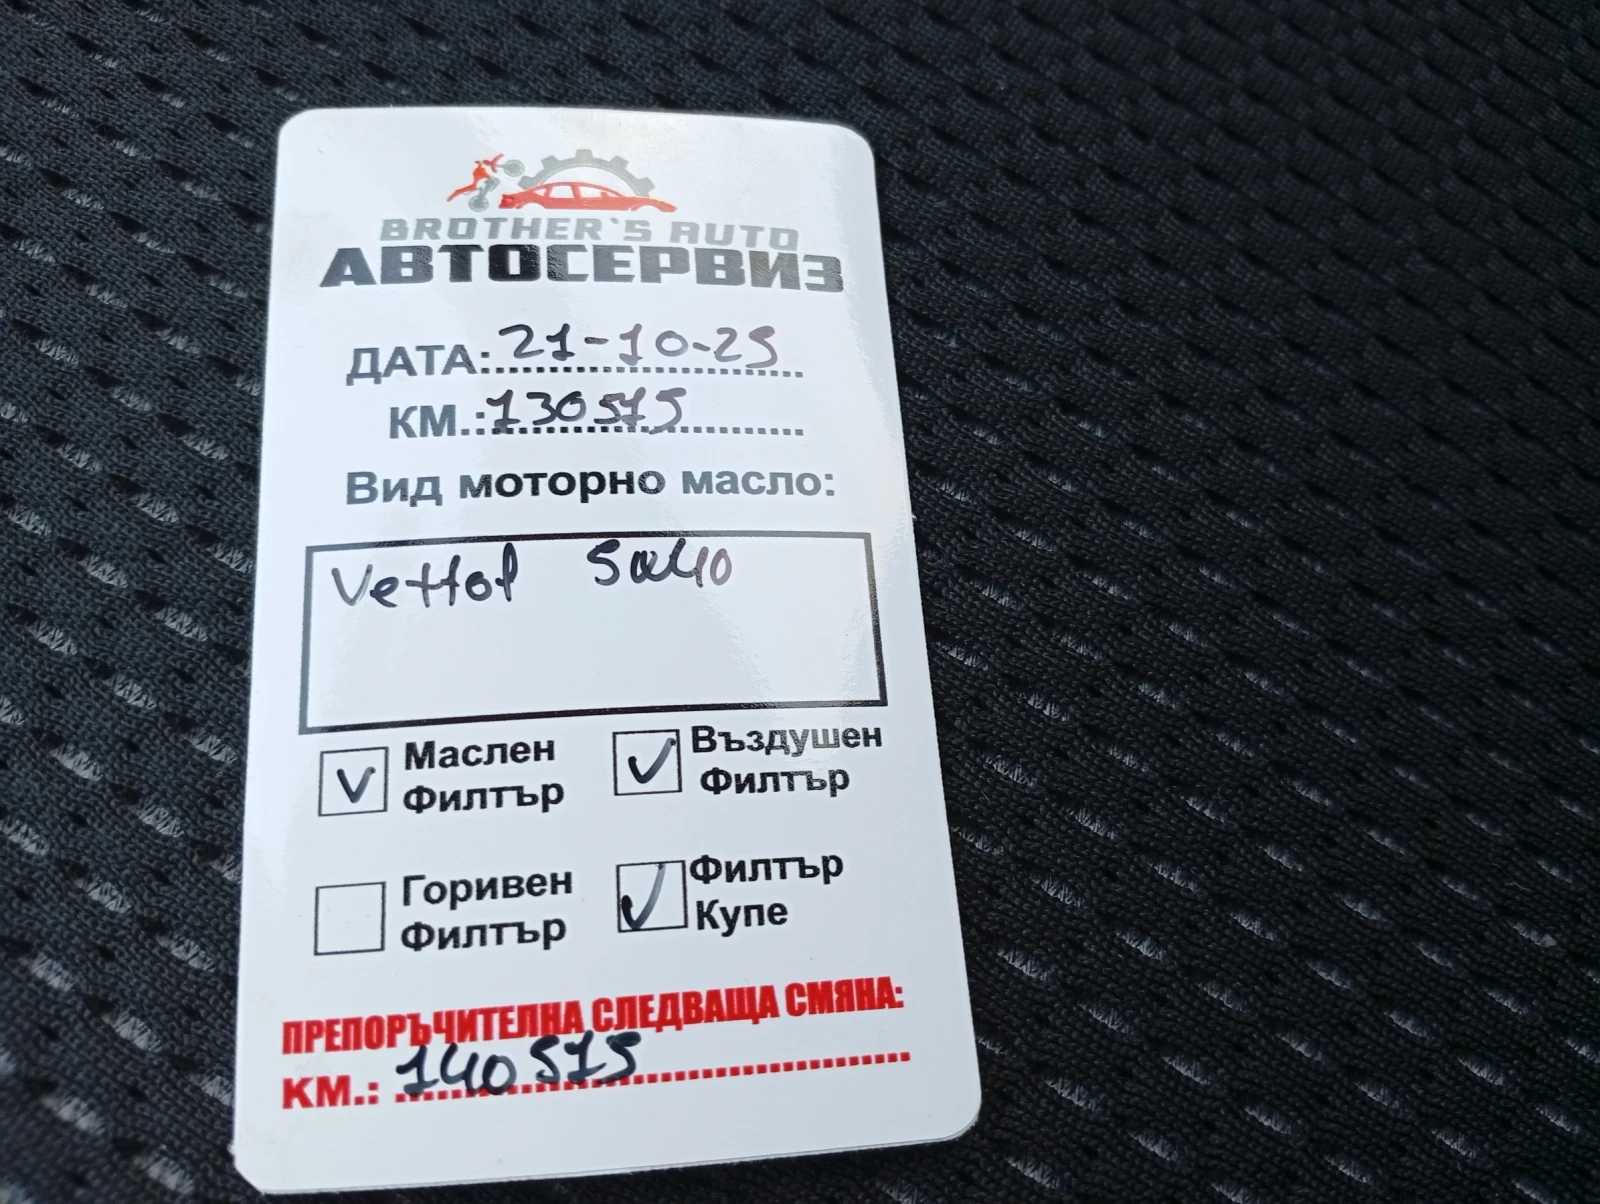 BROTHER`S AUTO
АВТОСЕРВИЗ
ДАТА: 21-10-25
КМ.: 130575
Вид моторно масло:
Vettol 5w40
Маслен Филтър
Въздушен Филтър
Горивен Филтър
Филтър Купе
ПРЕПОРЪЧИТЕЛНА СЛЕДВАЩА СМЯНА:
КМ.: 140575